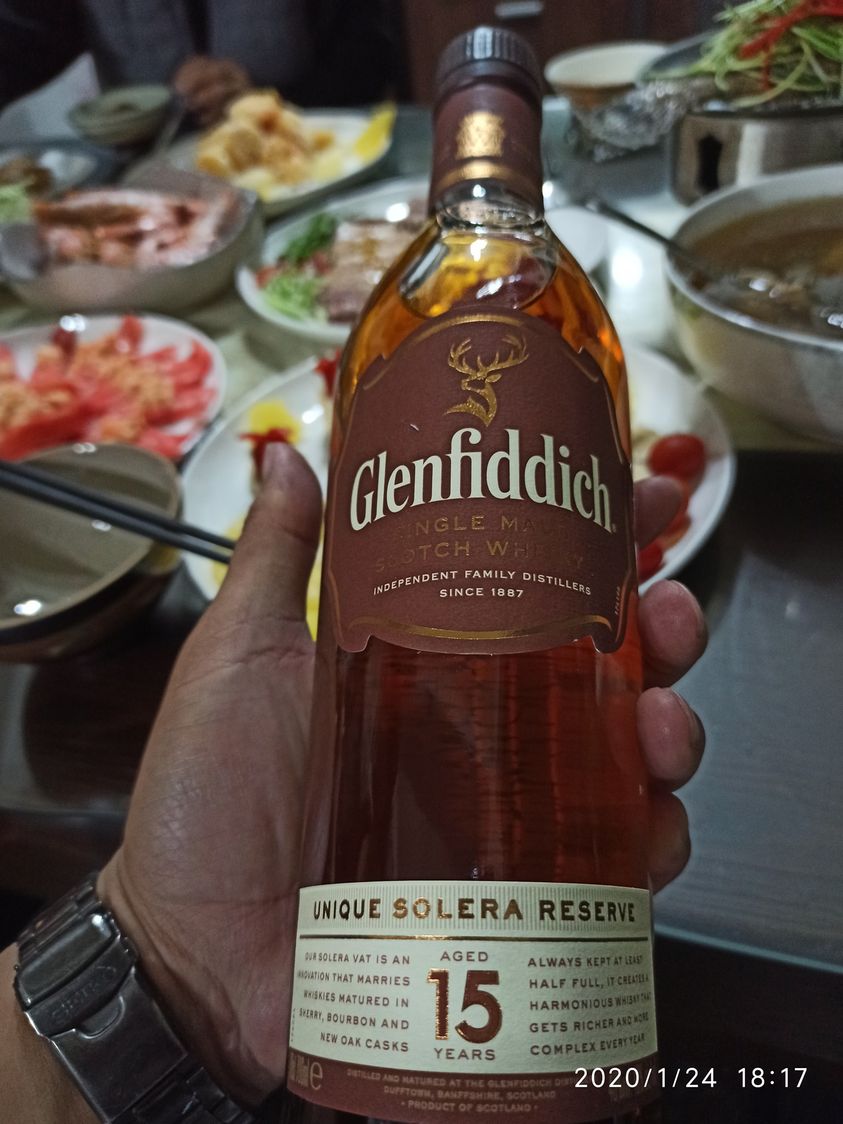 Glenfiddich
SINGLE MALT
SCOTCH WHISKY
INDEPENDENT FAMILY DISTILLERS
SINCE 1887
UNIQUE SOLERA RESERVE
OUR SOLERA VAT IS AN
INNOVATION THAT MARRIES
WHISKIES MATURED IN
SHERRY, BOURBON AND
NEW OAK CASKS
AGED
15
YEARS
ALWAYS KEPT AT LEAST
HALF FULL, IT CREATES A
HARMONIOUS WHISKY THAT
GETS RICHER AND MORE
COMPLEX EVERY YEAR
DISTILLED AND MATURED AT THE GLENFIDDICH
DUFFTOWN, BANFFSHIRE, SCOTLAND
• PRODUCT OF SCOTLAND •
2020/1/24 18:17